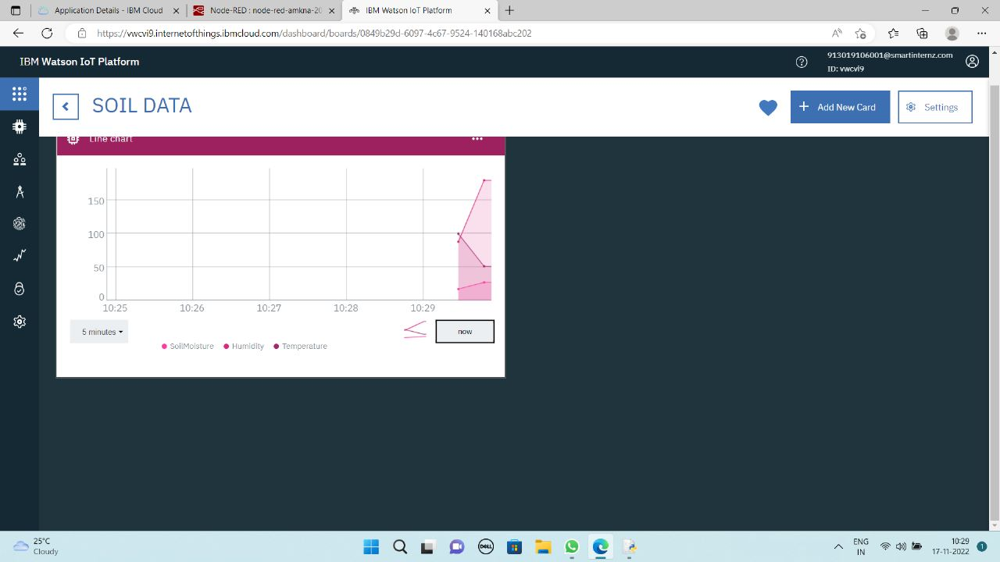 Application Details - IBM Cloud
Node-RED : node-red-amkna-20
IBM Watson IoT Platform
https://vwcvi9.internetofthings.ibmcloud.com/dashboard/boards/0849b29d-6097-4c67-9524-140168abc202
IBM Watson IoT Platform
913019106001@smartinternz.com
ID: vwcvi9
SOIL DATA
Add New Card
Settings
Line chart
150
100
50
0
10:25 10:26 10:27 10:28 10:29
5 minutes
now
SoilMoisture Humidity Temperature
25°C
Cloudy
DELL
ENG
IN
10:29
17-11-2022
1